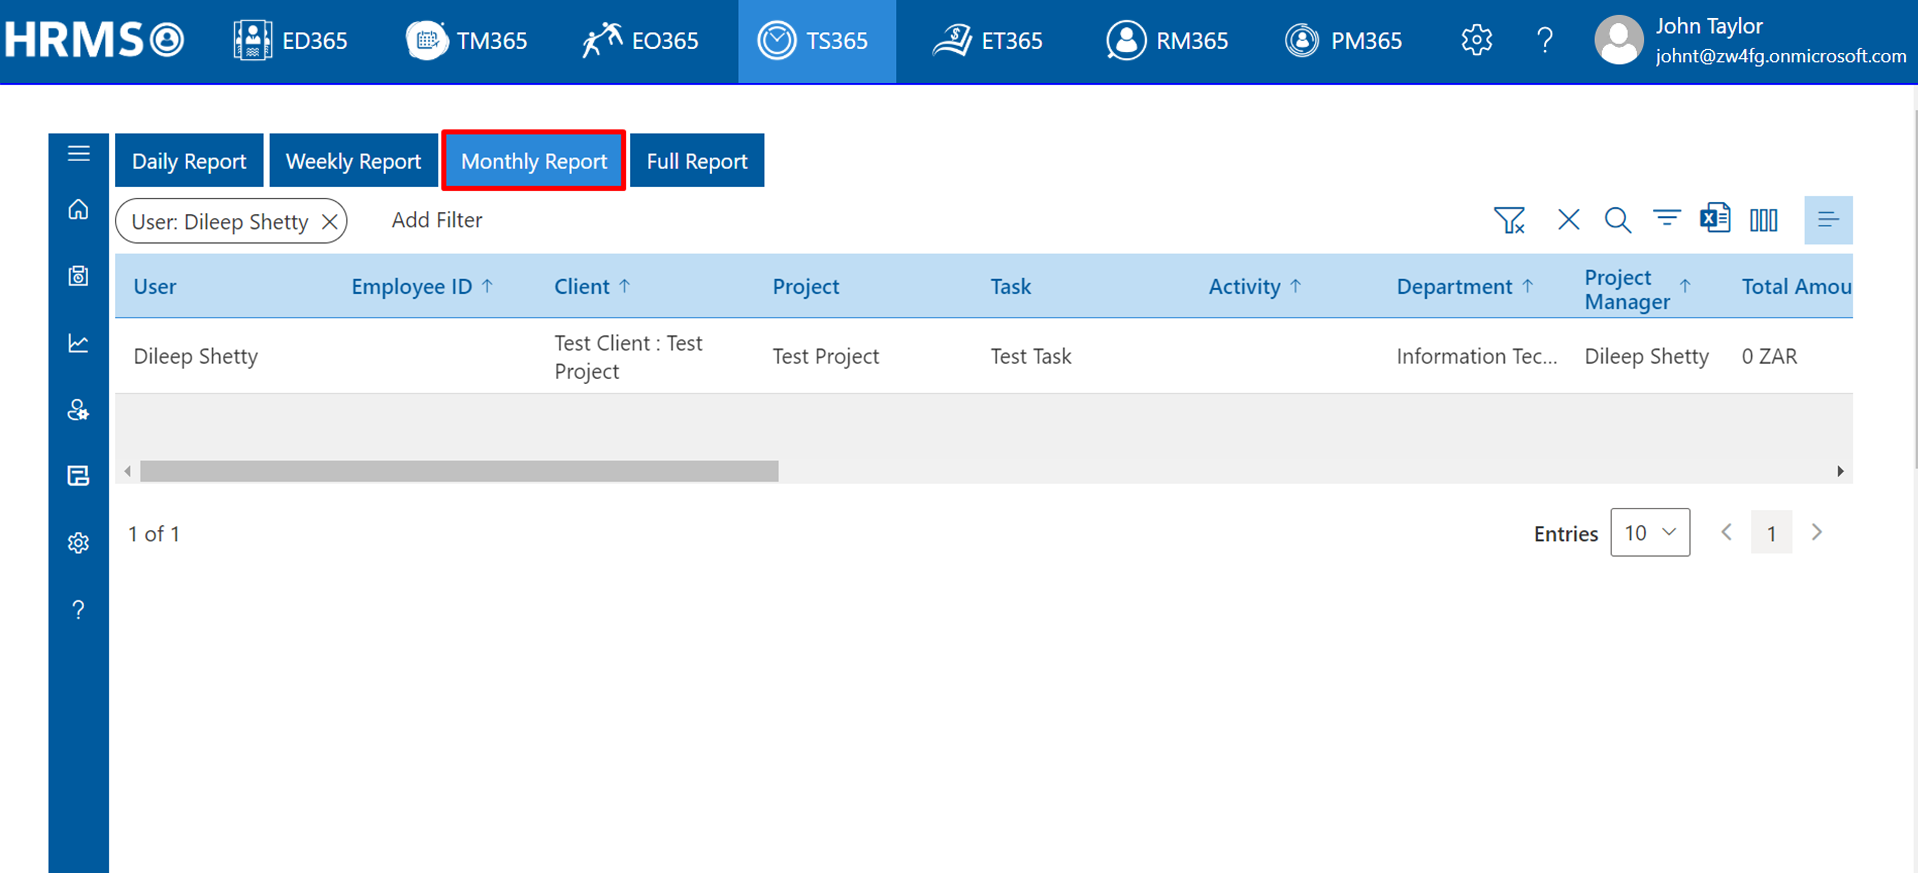 HRMS
ED365
TM365
EO365
TS365
ET365
RM365
PM365
?
John Taylor
johnt@zw4fg.onmicrosoft.com
Daily Report
Weekly Report
Monthly Report
Full Report
User: Dileep Shetty
Add Filter
User
Employee ID ↑
Client ↑
Project
Task
Activity ↑
Department ↑
Project
Manager ↑
Total Amou
Dileep Shetty
Test Client : Test
Project
Test Project
Test Task
Information Tec...
Dileep Shetty
0 ZAR
1 of 1
Entries
10
1
?